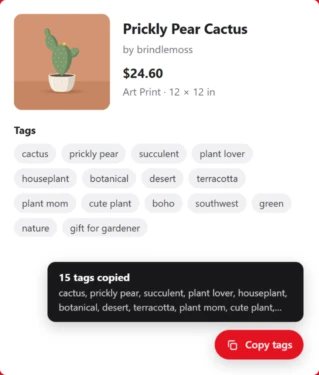 Prickly Pear Cactus
by brindlemoss
$24.60
Art Print · 12 × 12 in
Tags
cactus prickly pear succulent plant lover
houseplant botanical desert terracotta
plant mom cute plant boho southwest green
nature gift for gardener
15 tags copied
cactus, prickly pear, succulent, plant lover, houseplant,
botanical, desert, terracotta, plant mom, cute plant,...
Copy tags